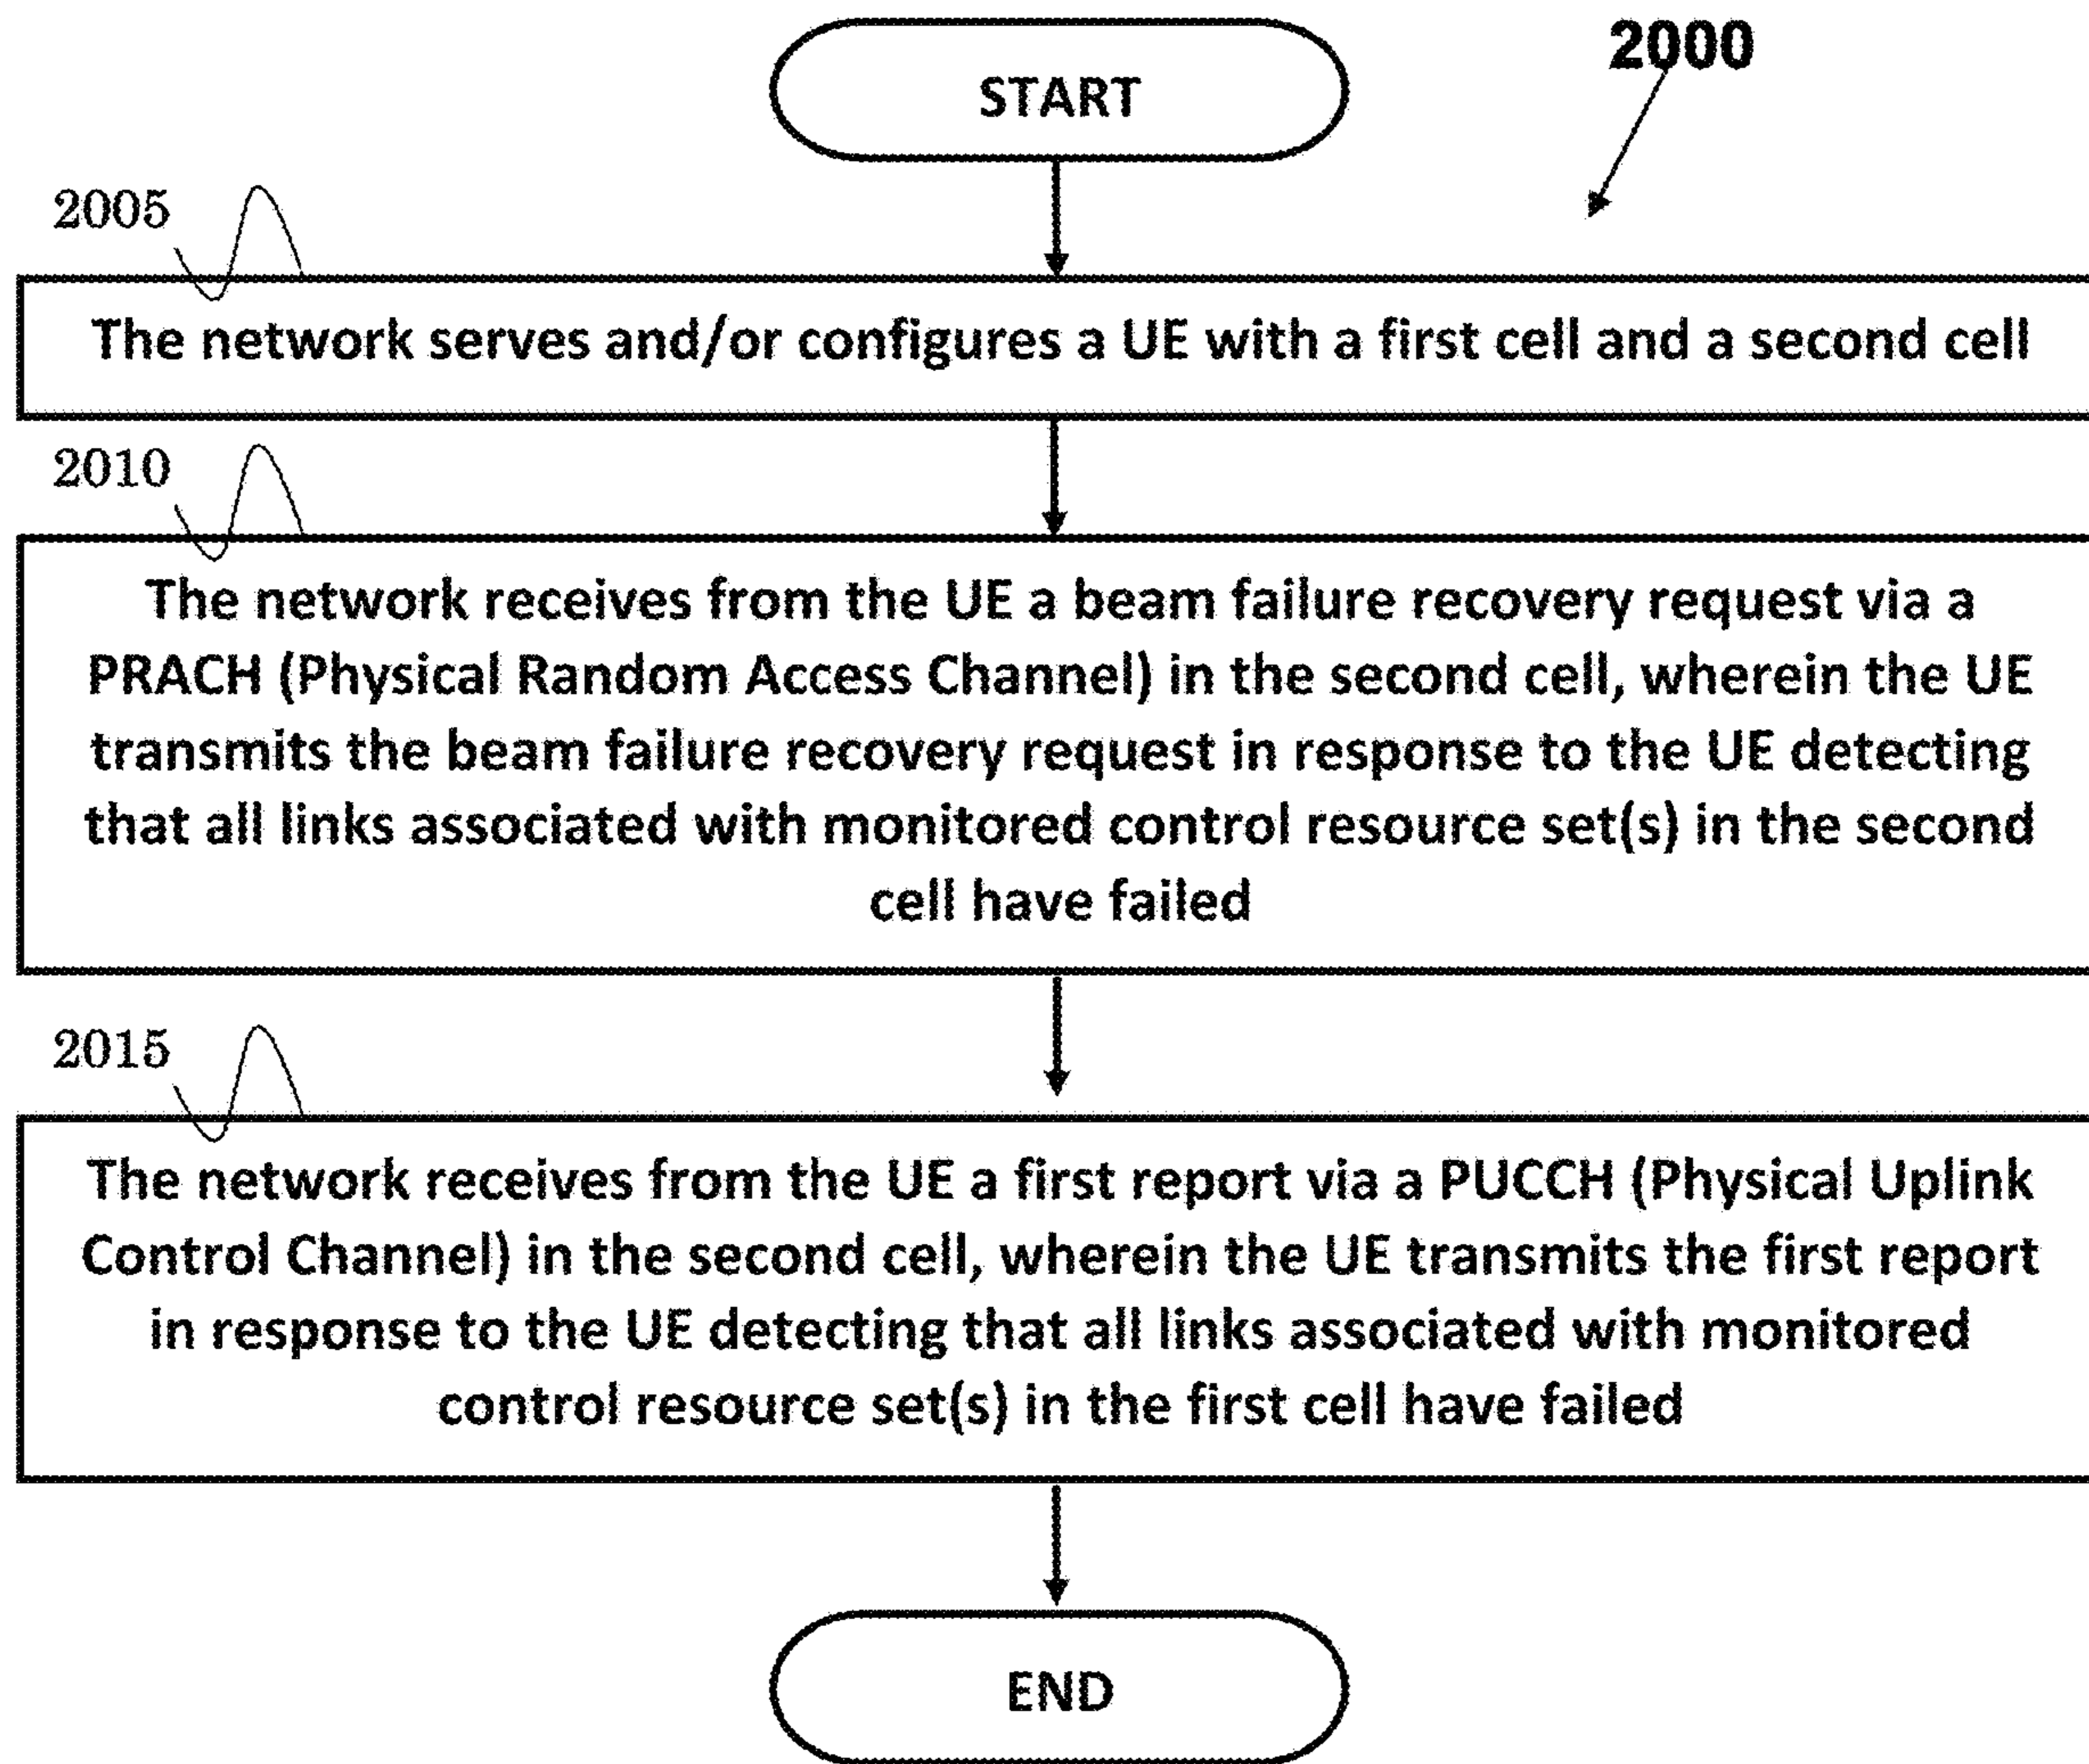 START
2000
2005
The network serves and/or configures a UE with a first cell and a second cell
2010
The network receives from the UE a beam failure recovery request via a
PRACH (Physical Random Access Channel) in the second cell, wherein the UE
transmits the beam failure recovery request in response to the UE detecting
that all links associated with monitored control resource set(s) in the second
cell have failed
2015
The network receives from the UE a first report via a PUCCH (Physical Uplink
Control Channel) in the second cell, wherein the UE transmits the first report
in response to the UE detecting that all links associated with monitored
control resource set(s) in the first cell have failed
END